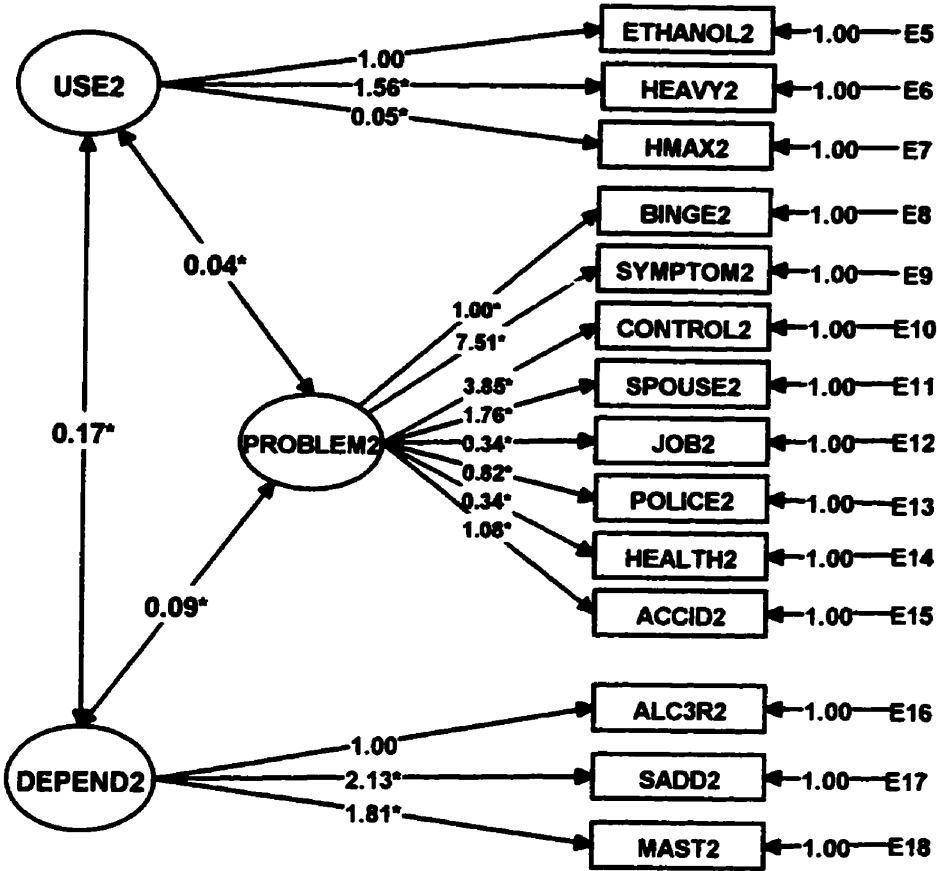 ETHANOL2 1.00 E5
1.00
USE2 1.56* HEAVY2 1.00 E6
0.05*
HMAX2 1.00 E7
BINGE2 1.00 E8
0.04*
SYMPTOM2 1.00 E9
1.00*
7.51*
CONTROL2 1.00 E10
3.85*
SPOUSE2 1.00 E11
1.76*
0.17* PROBLEM2 0.34* JOB2 1.00 E12
0.82*
POLICE2 1.00 E13
0.34*
1.08*
HEALTH2 1.00 E14
0.09*
ACCID2 1.00 E15
ALC3R2 1.00 E16
1.00
DEPEND2 2.13* SADD2 1.00 E17
1.81*
MAST2 1.00 E18